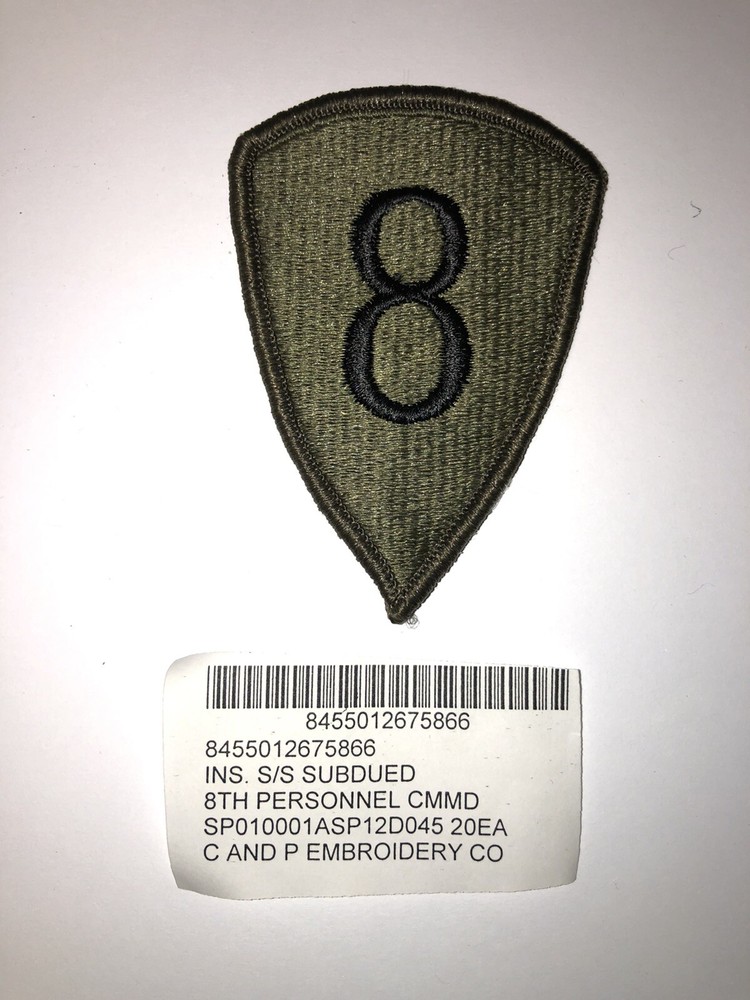 8
8455012675866
8455012675866
INS. S/S SUBDUED
8TH PERSONNEL CMMD
SP010001ASP12D045 20EA
C AND P EMBROIDERY CO